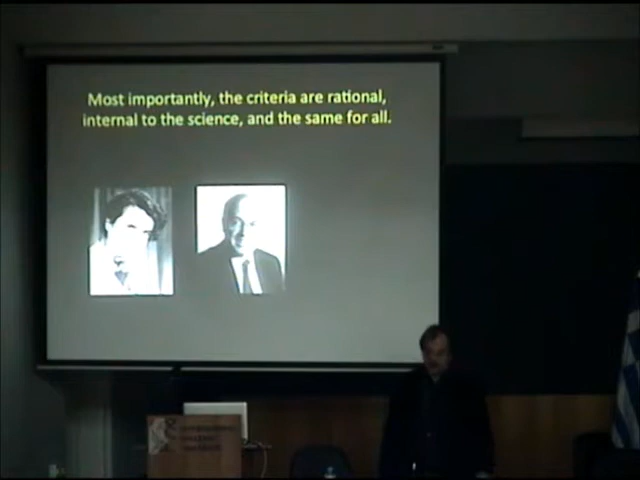 Most importantly, the criteria are rational,
internal to the science, and the same for all.